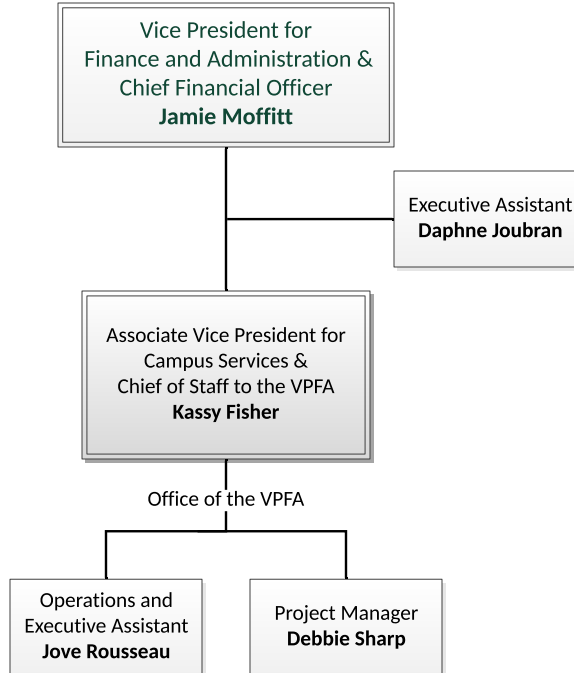 Vice President for
Finance and Administration &
Chief Financial Officer
Jamie Moffitt
Executive Assistant
Daphne Joubran
Associate Vice President for
Campus Services &
Chief of Staff to the VPFA
Kassy Fisher
Office of the VPFA
Operations and
Executive Assistant
Jove Rousseau
Project Manager
Debbie Sharp